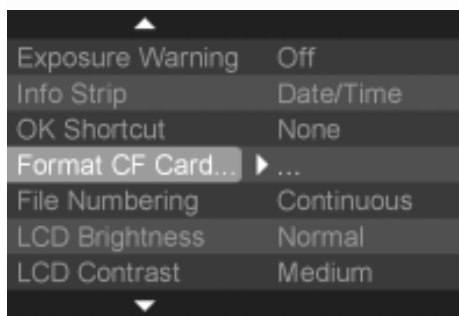 Exposure Warning Off
Info Strip Date/Time
OK Shortcut None
Format CF Card... ...
File Numbering Continuous
LCD Brightness Normal
LCD Contrast Medium